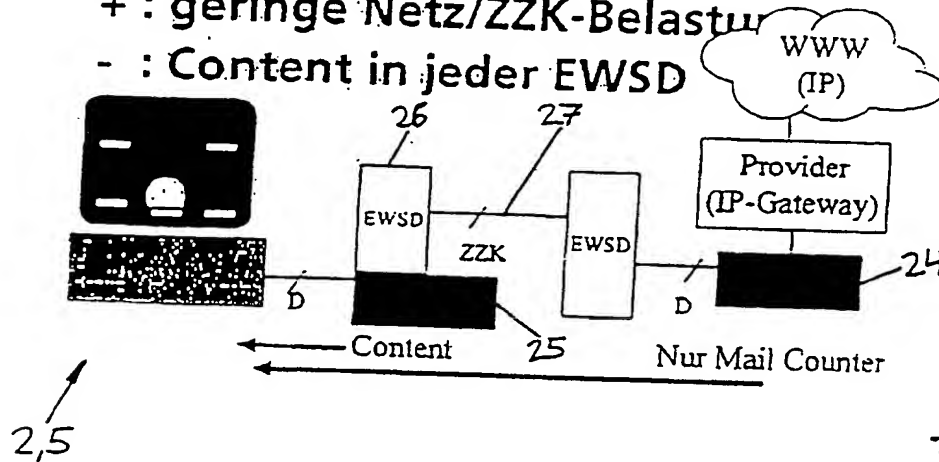 + : geringe Netz/ZZK-Belastu
- : Content in jeder EWSD
WWW
(IP)
26
27
Provider
(IP-Gateway)
EWSD
ZZK
EWSD
24
D
D
25
Content
Nur Mail Counter
2,5